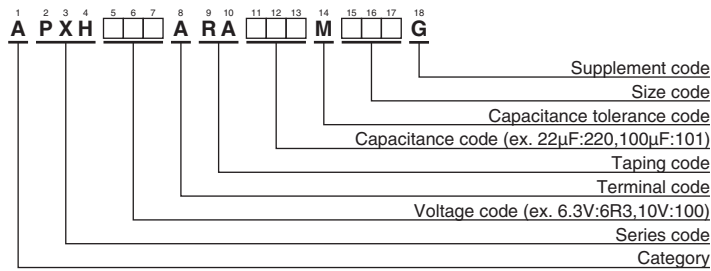 1 2 3 4 5 6 7 8 9 10 11 12 13 14 15 16 17 18
A P X H A R A M G
Supplement code
Size code
Capacitance tolerance code
Capacitance code (ex. 22μF:220,100μF:101)
Taping code
Terminal code
Voltage code (ex. 6.3V:6R3,10V:100)
Series code
Category